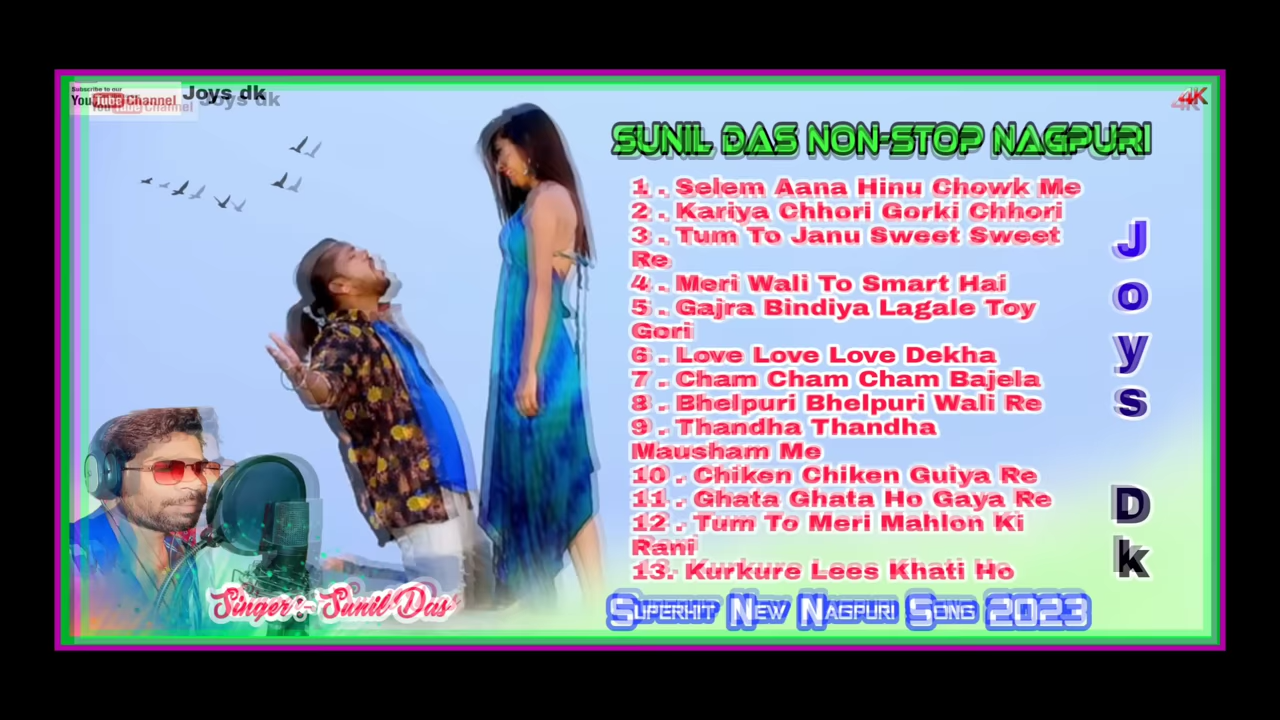 Subscribe to our
YouTube Channel
Joys dk
4K
SUNIL DAS NON-STOP NAGPURI
1 . Selem Aana Hinu Chowk Me
2 . Kariya Chhori Gorki Chhori
3 . Tum To Janu Sweet Sweet
Re
4 . Meri Wali To Smart Hai
5 . Gajra Bindiya Lagale Toy
Gori
6 . Love Love Love Dekha
7 . Cham Cham Cham Bajela
8 . Bhelpuri Bhelpuri Wali Re
9 . Thandha Thandha
Mausham Me
10 . Chiken Chiken Guiya Re
11 . Ghata Ghata Ho Gaya Re
12 . Tum To Meri Mahlon Ki
Rani
13. Kurkure Lees Khati Ho
Joys Dk
Singer:- Sunil Das
Superhit New Nagpuri Song 2023